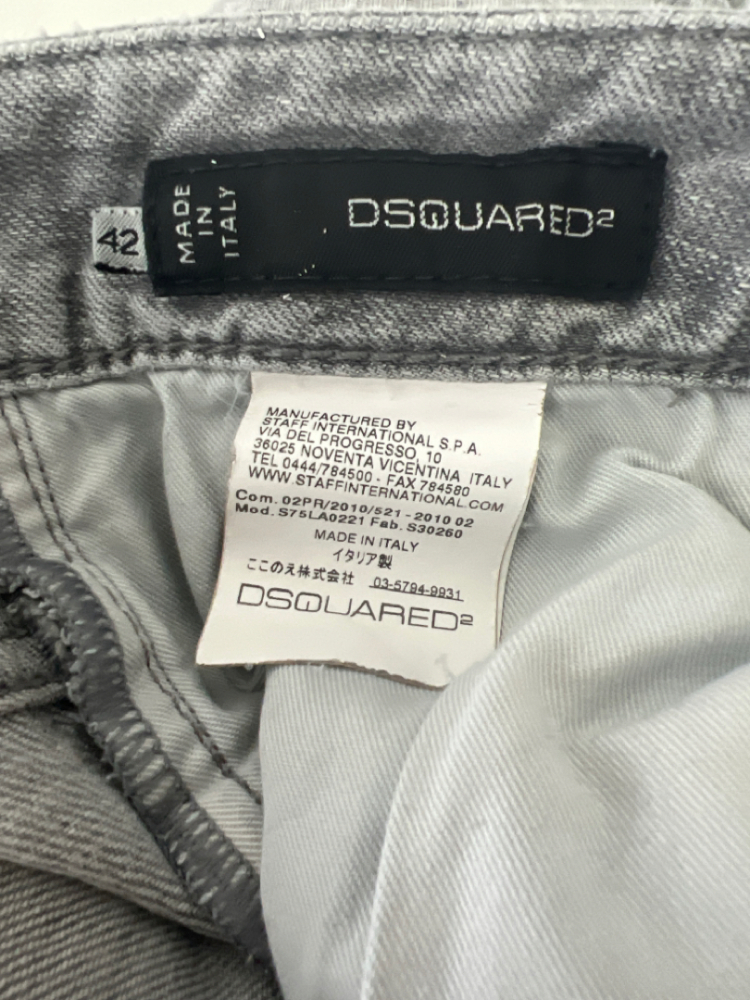 42
MADE
IN
ITALY
DSQUARED²
MANUFACTURED BY
STAFF INTERNATIONAL S.P.A.
VIA DEL PROGRESSO, 10
36025 NOVENTA VICENTINA ITALY
TEL 0444/784500 - FAX 784580
WWW.STAFFINTERNATIONAL.COM
Com. 02PR/2010/521 - 2010 02
Mod. S75LA0221 Fab. S30260
MADE IN ITALY
イタリア製
ここのえ株式会社 03-5794-9931
DSQUARED²